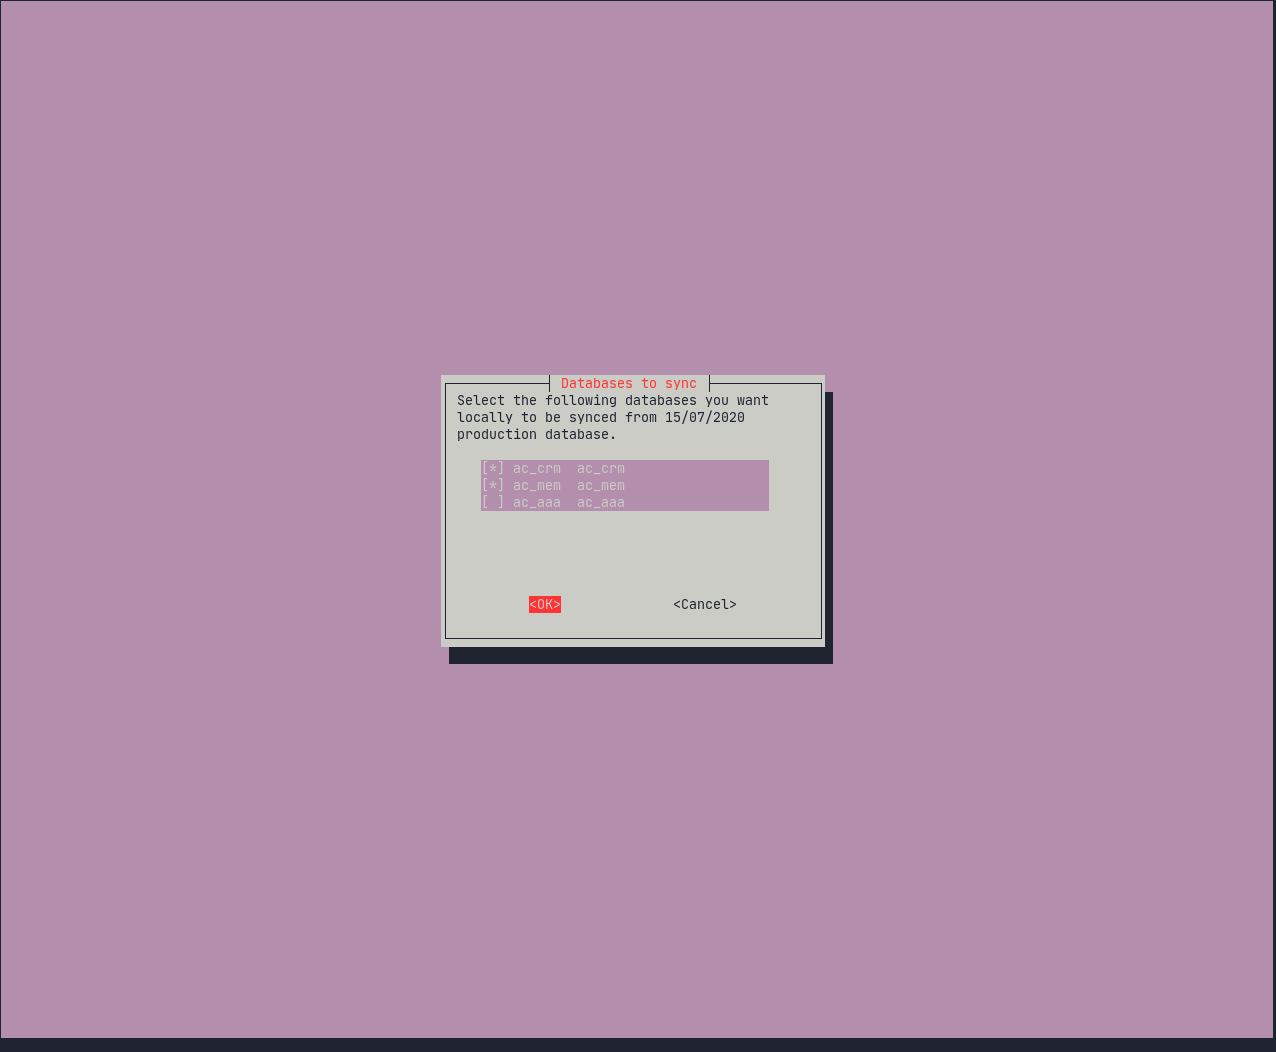 Databases to sync
Select the following databases you want
locally to be synced from 15/07/2020
production database.
[*] ac_crm  ac_crm
[*] ac_mem  ac_mem
[ ] ac_aaa  ac_aaa
<OK> <Cancel>